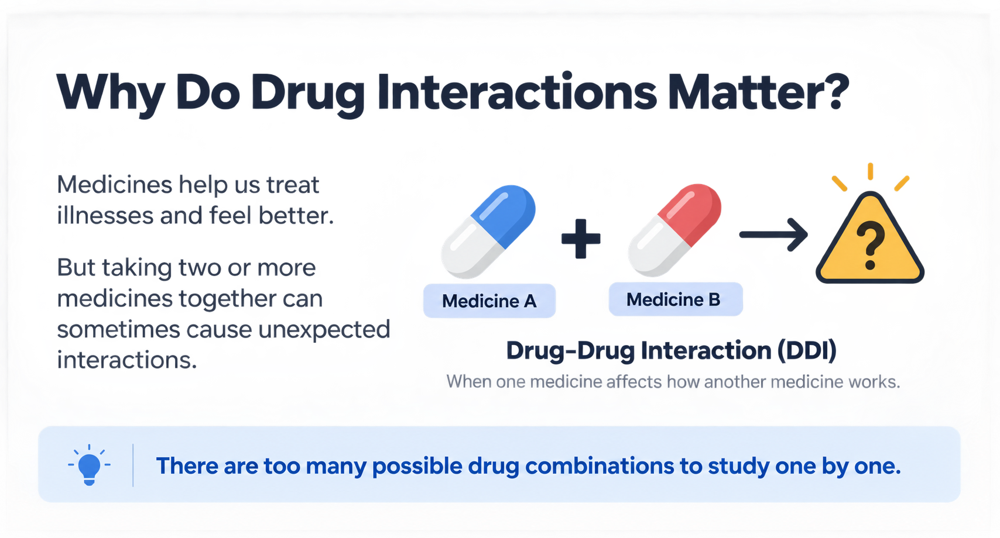 Why Do Drug Interactions Matter?
Medicines help us treat
illnesses and feel better.
But taking two or more
medicines together can
sometimes cause unexpected
interactions.
Medicine A
+
Medicine B
?
Drug-Drug Interaction (DDI)
When one medicine affects how another medicine works.
There are too many possible drug combinations to study one by one.